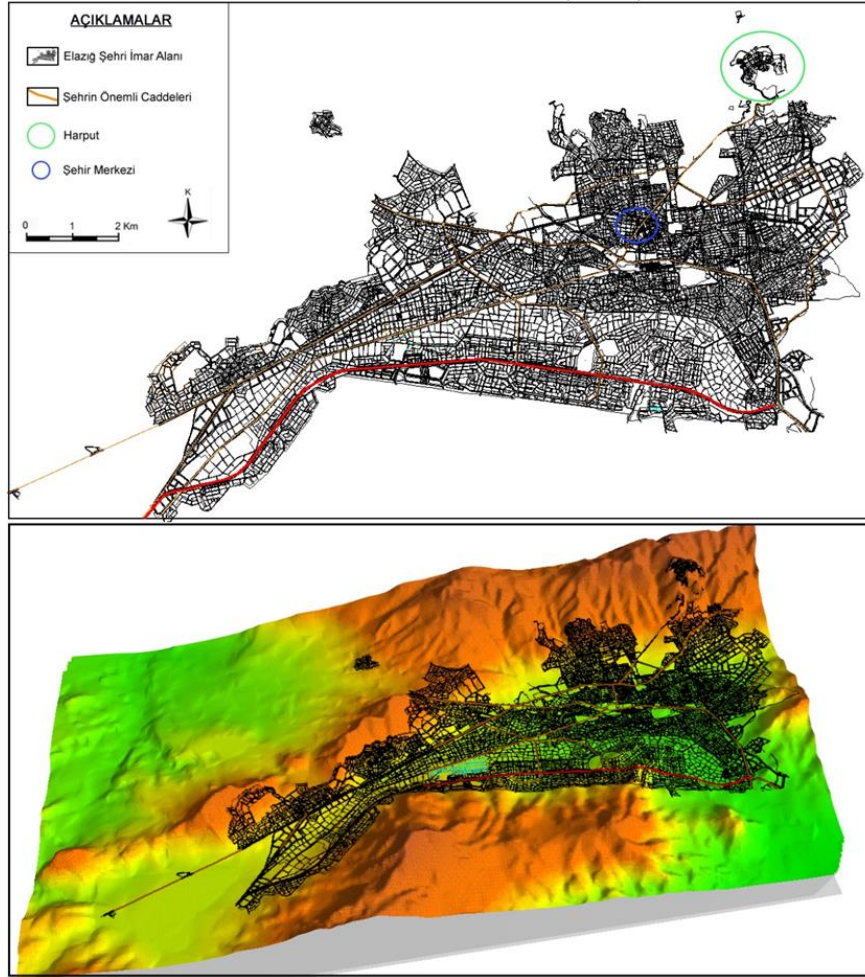 AÇIKLAMALAR
Elazığ Şehri İmar Alanı
Şehrin Önemli Caddeleri
Harput
Şehir Merkezi
K
0 1 2 Km